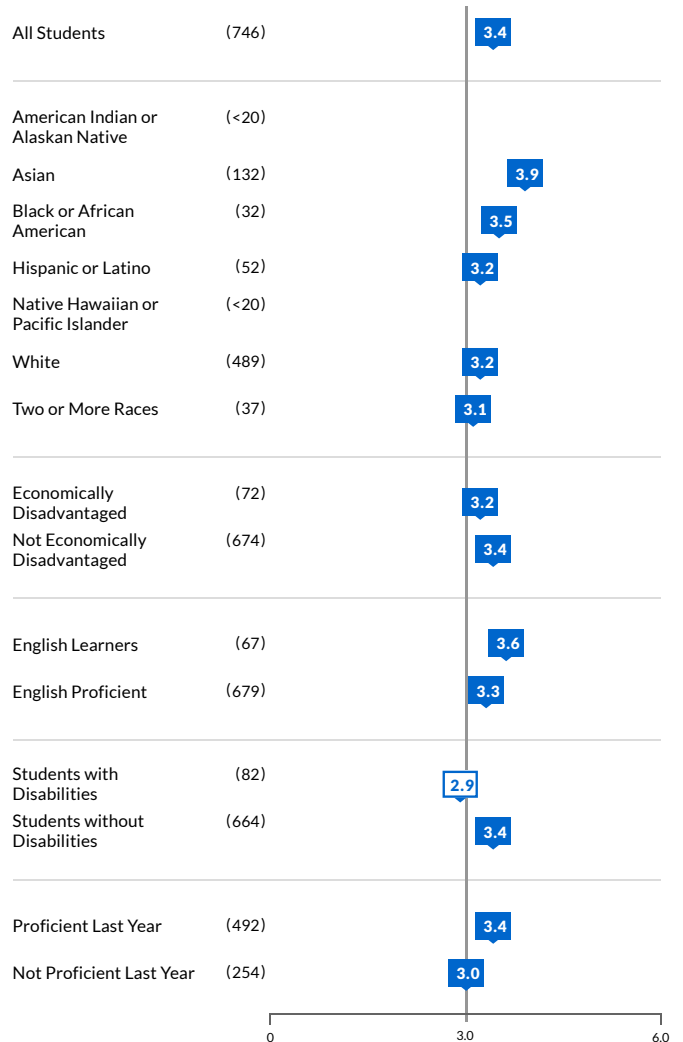 All Students (746) 3.4
American Indian or (<20)
Alaskan Native
Asian (132) 3.9
Black or African (32) 3.5
American
Hispanic or Latino (52) 3.2
Native Hawaiian or (<20)
Pacific Islander
White (489) 3.2
Two or More Races (37) 3.1
Economically (72) 3.2
Disadvantaged
Not Economically (674) 3.4
Disadvantaged
English Learners (67) 3.6
English Proficient (679) 3.3
Students with (82) 2.9
Disabilities
Students without (664) 3.4
Disabilities
Proficient Last Year (492) 3.4
Not Proficient Last Year (254) 3.0
0 3.0 6.0